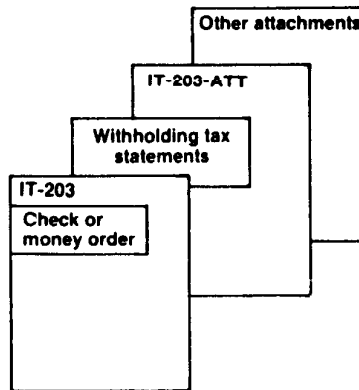 Other attachments
IT-203-ATT
Withholding tax
statements
IT-203
Check or
money order